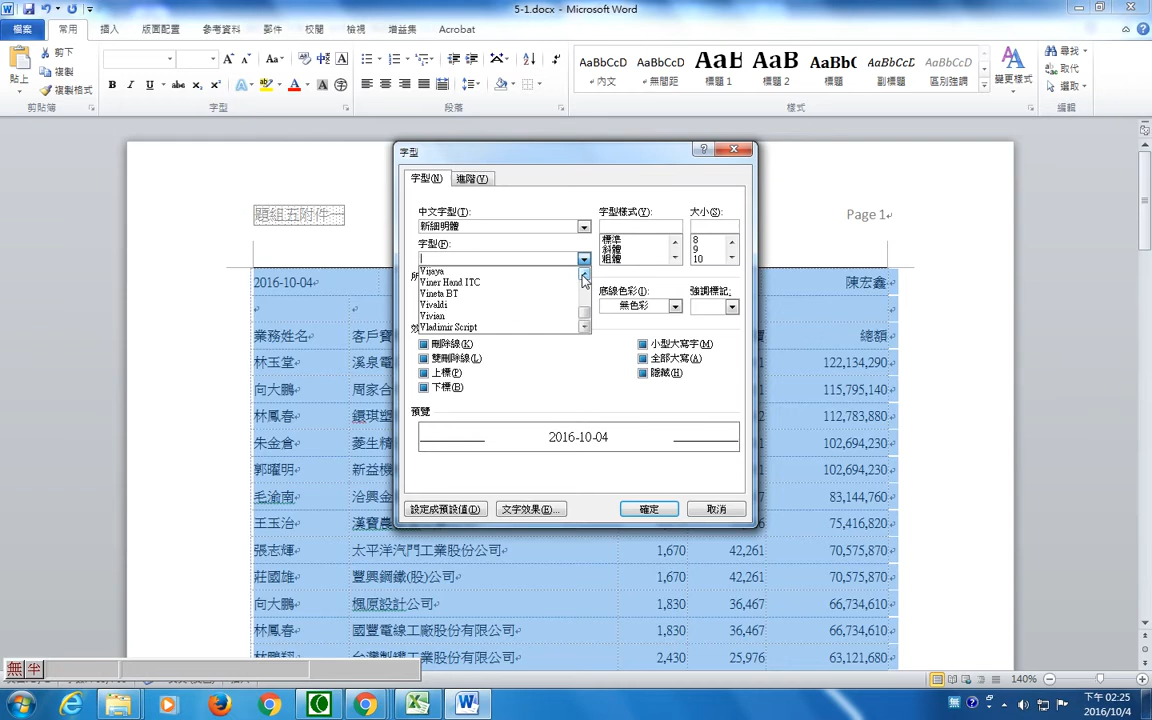 5-1.docx - Microsoft Word
檔案 常用 插入 版面配置 參考資料 郵件 校閱 檢視 增益集 Acrobat
貼上 剪下 複製 複製格式
剪貼簿 字型 段落 樣式 編輯
AaBbCcD AaBbCcD AaB AaB AaBb( AaBbCcD AaBbCcD
內文 無間距 標題 1 標題 2 標題 副標題 區別強調
變更樣式
尋找 取代 選取
題組五附件一
Page 1
2016-10-04
陳宏鑫
業務姓名 客戶寶 總額
林玉堂 溪泉電 122,134,290
向大鵬 周家合 115,795,140
林鳳春 鐶琪塑 112,783,880
朱金倉 菱生精 102,694,230
郭曜明 新益機 102,694,230
毛渝南 洽興金 83,144,760
王玉治 漢寶農 75,416,820
張志輝 太平洋汽門工業股份公司 1,670 42,261 70,575,870
莊國雄 豐興鋼鐵(股)公司 1,670 42,261 70,575,870
向大鵬 楓原設計公司 1,830 36,467 66,734,610
林鳳春 國豐電線工廠股份有限公司 1,830 36,467 66,734,610
林鵬翔 台灣製罐工業股份有限公司 2,430 25,976 63,121,680
字型
字型(N) 進階(Y)
中文字型(T): 字型樣式(Y): 大小(S):
新細明體
標準 斜體 粗體
8 9 10
字型(F):
Vijaya
Viner Hand ITC
Vineta BT
Vivaldi
Vivian
Vladimir Script
底線色彩(I): 強調標記:
無色彩
刪除線(K) 小型大寫字(M)
雙刪除線(L) 全部大寫(A)
上標(P) 隱藏(H)
下標(B)
預覽
2016-10-04
設定成預設值(D) 文字效果(E)... 確定 取消
無 半
140%
下午 02:25
2016/10/4